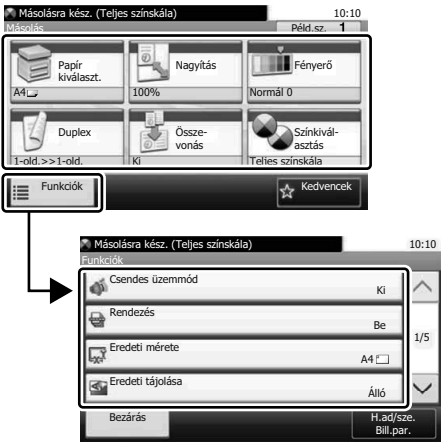 Másolásra kész. (Teljes színskála) 10:10
Másolás Péld.sz. 1
Papír
kiválaszt.
A4
Nagyítás
100%
Fényerő
Normál 0
Duplex
1-old.>>1-old.
Össze-
vonás
Ki
Színkivál-
asztás
Teljes színskála
Funkciók
Kedvencek
Másolásra kész. (Teljes színskála) 10:10
Funkciók
Csendes üzemmód
Ki
Rendezés
Be
1/5
Eredeti mérete
A4
Eredeti tájolása
Álló
Bezárás
H.ad/sze.
Bill.par.